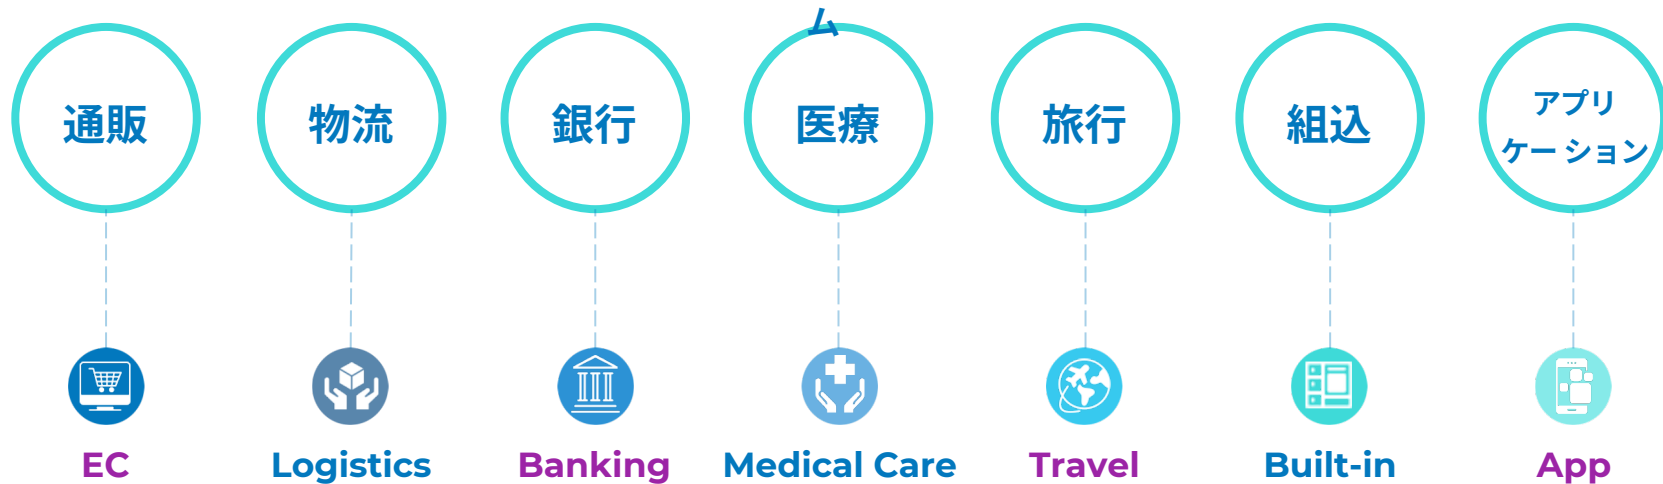 ム
通販
物流
銀行
医療
旅行
組込
アプリ
ケー ション
EC
Logistics
Banking
Medical Care
Travel
Built-in
App